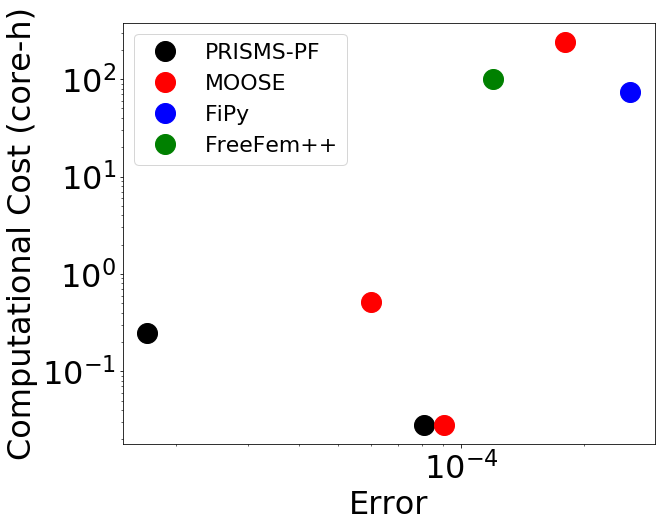 PRISMS-PF
MOOSE
FiPy
FreeFem++
Computational Cost (core-h)
10²
10¹
10⁰
10⁻¹
10⁻⁴
Error